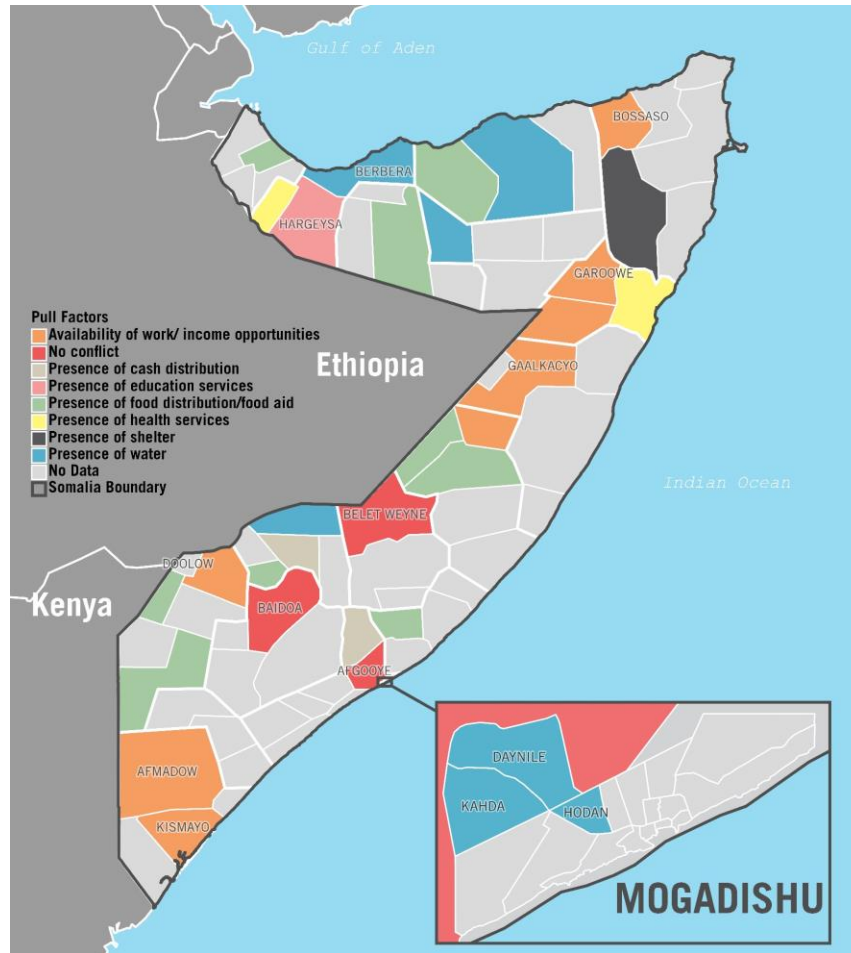 Gulf of Aden
BOSSASO
BERBERA
HARGEYSA
GAROOWE
Pull Factors
Availability of work/ income opportunities
No conflict
Presence of cash distribution
Presence of education services
Presence of food distribution/food aid
Presence of health services
Presence of shelter
Presence of water
No Data
Somalia Boundary
Ethiopia
GAALKACYO
Indian Ocean
BELET WEYNE
DOOLOW
Kenya
BAIDOA
AFGOOYE
AFMADOW
KISMAYO
DAYNILE
KAHDA
HODAN
MOGADISHU